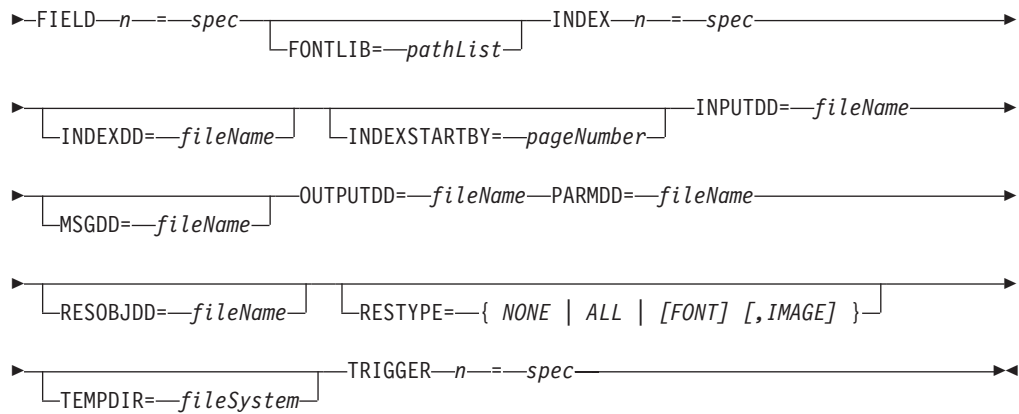 FIELD n = spec INDEX n = spec
FONTLIB= pathList
INPUTDD= fileName
INDEXDD= fileName INDEXSTARTBY= pageNumber
OUTPUTDD= fileName PARMDD= fileName
MSGDD= fileName
RESOBJDD= fileName RESTYPE= { NONE | ALL | [FONT] [,IMAGE] }
TRIGGER n = spec
TEMPDIR= fileSystem